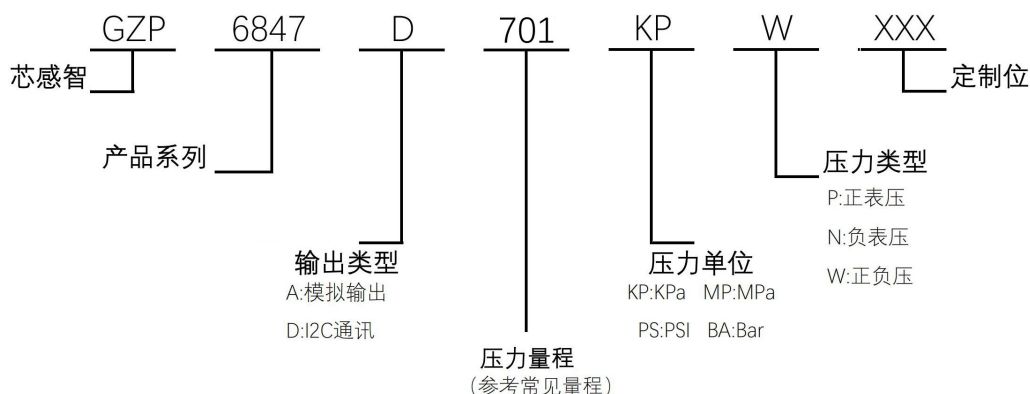 GZP 6847 D 701 KP W XXX
芯感智
定制位
产品系列
压力类型
P:正表压
N:负表压
W:正负压
输出类型
A:模拟输出
D:I2C通讯
压力单位
KP:KPa MP:MPa
PS:PSI BA:Bar
压力量程
（参考常见量程）